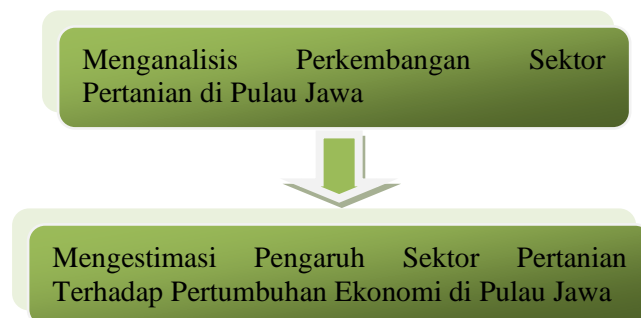 Menganalisis Perkembangan Sektor
Pertanian di Pulau Jawa
Mengestimasi Pengaruh Sektor Pertanian
Terhadap Pertumbuhan Ekonomi di Pulau Jawa